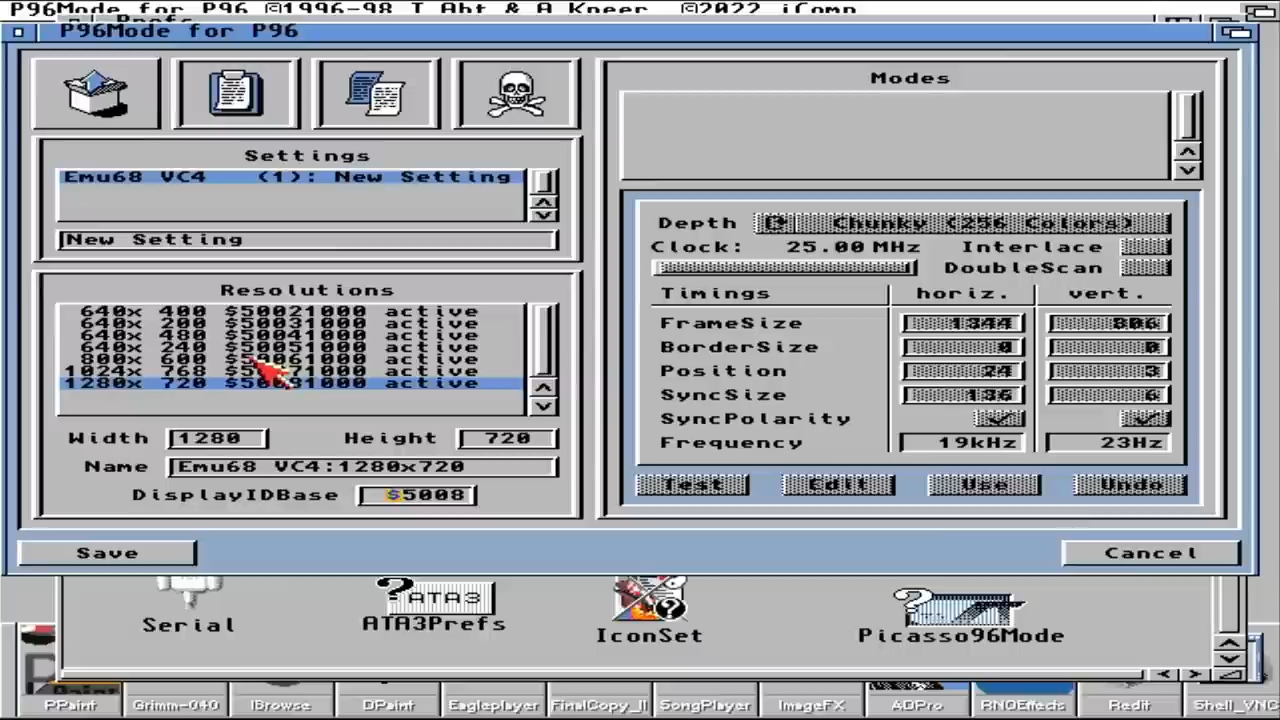 P96Mode for P96 ©1996-98 T Abt & A Kneer ©2022 iComp
Prefs
P96Mode for P96
Settings
Emu68 VC4 (1): New Setting
New Setting
Resolutions
640x 400 $50021000 active
640x 200 $50031000 active
640x 480 $50041000 active
640x 240 $50051000 active
800x 600 active
1024x 768 active
1280x 720 active
Width 1280 Height 720
Name Emu68 VC4:1280x720
DisplayIDBase $5008
Modes
Depth Chunky (256 Colors)
Clock: 25.00 MHz Interlace
DoubleScan
Timings horiz. vert.
FrameSize 1344 806
BorderSize 0 0
Position 24 3
SyncSize 136 6
SyncPolarity
Frequency 19kHz 23Hz
Test Edit Use Undo
Save Cancel
Serial ATA3Prefs IconSet Picasso96Mode
ATA3
PPaint Grimm-040 IBrowse DPaint Eagleplayer FinalCopy_II SongPlayer ImageFX ADPro RNOEffects Redit Shell_VNC